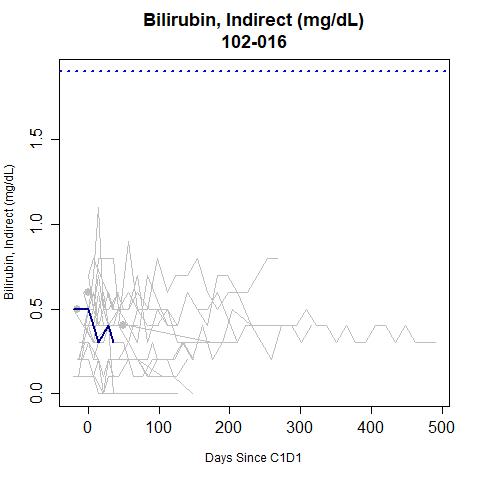 Bilirubin, Indirect (mg/dL)
102-016
Bilirubin, Indirect (mg/dL)
1.5
1.0
0.5
0.0
0 100 200 300 400 500
Days Since C1D1